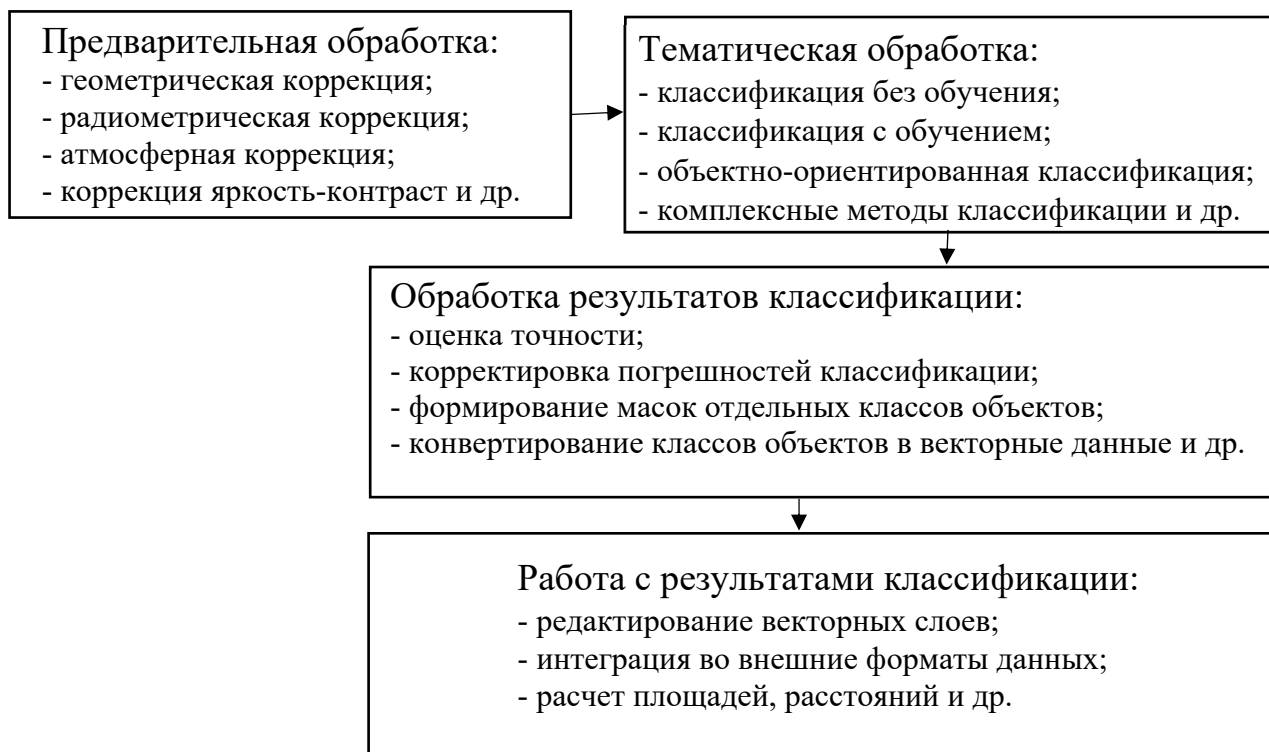 Предварительная обработка:
- геометрическая коррекция;
- радиометрическая коррекция;
- атмосферная коррекция;
- коррекция яркость-контраст и др.
Тематическая обработка:
- классификация без обучения;
- классификация с обучением;
- объектно-ориентированная классификация;
- комплексные методы классификации и др.
Обработка результатов классификации:
- оценка точности;
- корректировка погрешностей классификации;
- формирование масок отдельных классов объектов;
- конвертирование классов объектов в векторные данные и др.
Работа с результатами классификации:
- редактирование векторных слоев;
- интеграция во внешние форматы данных;
- расчет площадей, расстояний и др.